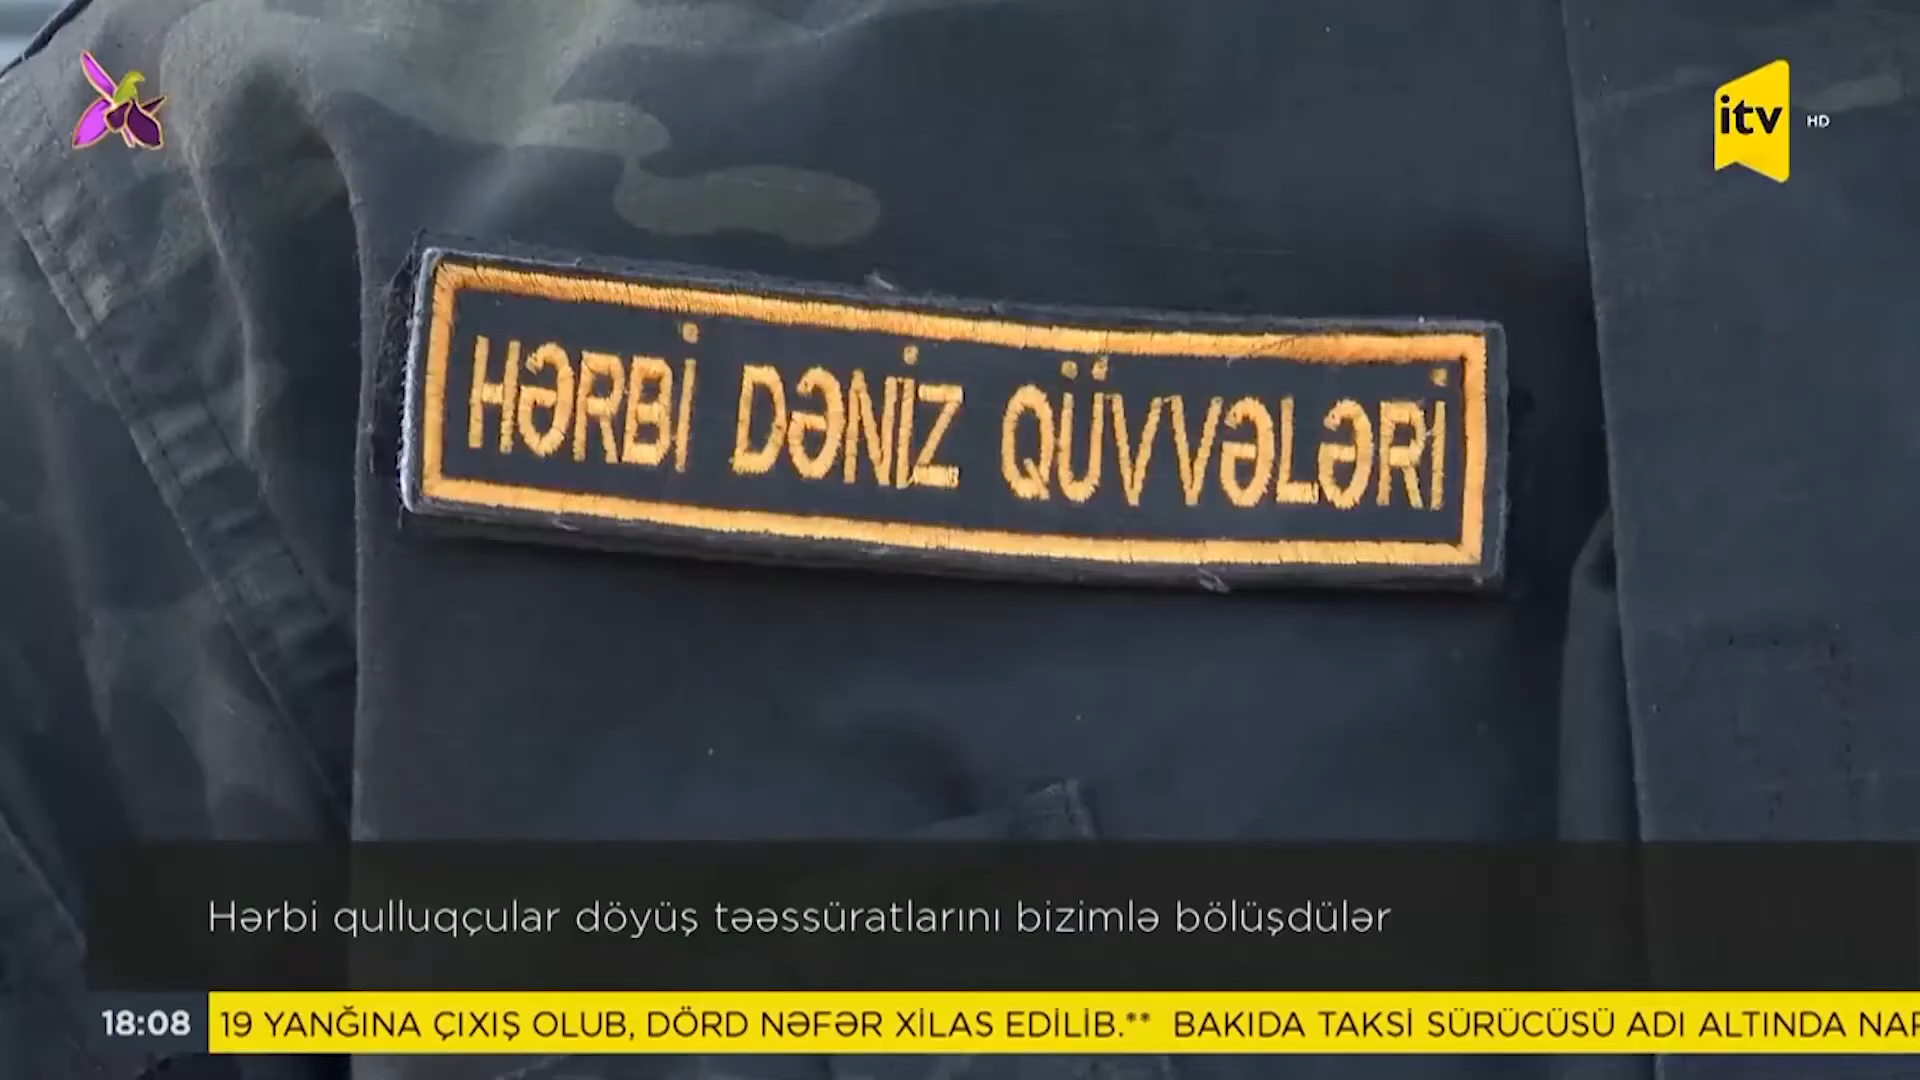 itv HD
HƏRBİ DƏNİZ QÜVVƏLƏRİ
Hərbi qulluqçular döyüş təəssüratlarını bizimlə bölüşdülər
18:08 19 YANĞINA ÇIXIŞ OLUB, DÖRD NƏFƏR XİLAS EDİLİB.** BAKIDA TAKSİ SÜRÜCÜSÜ ADI ALTINDA